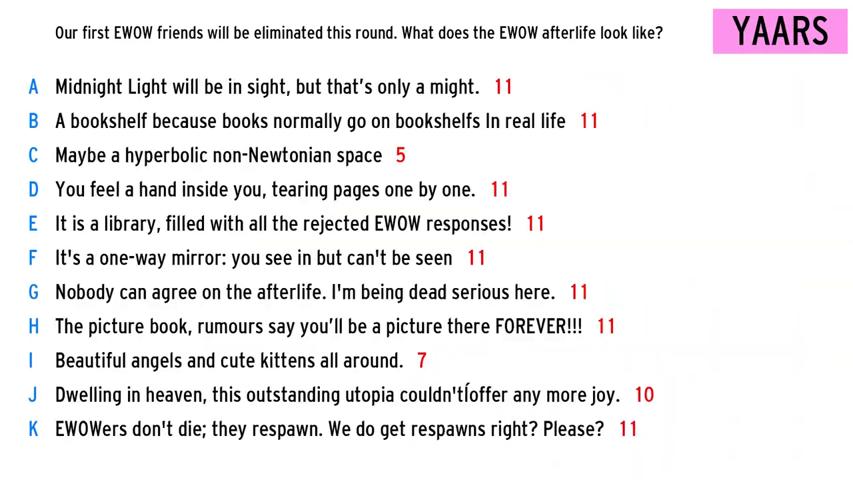 Our first EWOW friends will be eliminated this round. What does the EWOW afterlife look like?
YAARS
A Midnight Light will be in sight, but that's only a might. 11
B A bookshelf because books normally go on bookshelfs In real life 11
C Maybe a hyperbolic non-Newtonian space 5
D You feel a hand inside you, tearing pages one by one. 11
E It is a library, filled with all the rejected EWOW responses! 11
F It's a one-way mirror: you see in but can't be seen 11
G Nobody can agree on the afterlife. I'm being dead serious here. 11
H The picture book, rumours say you’ll be a picture there FOREVER!!! 11
I Beautiful angels and cute kittens all around. 7
J Dwelling in heaven, this outstanding utopia couldn'tÍoffer any more joy. 10
K EWOWers don't die; they respawn. We do get respawns right? Please? 11